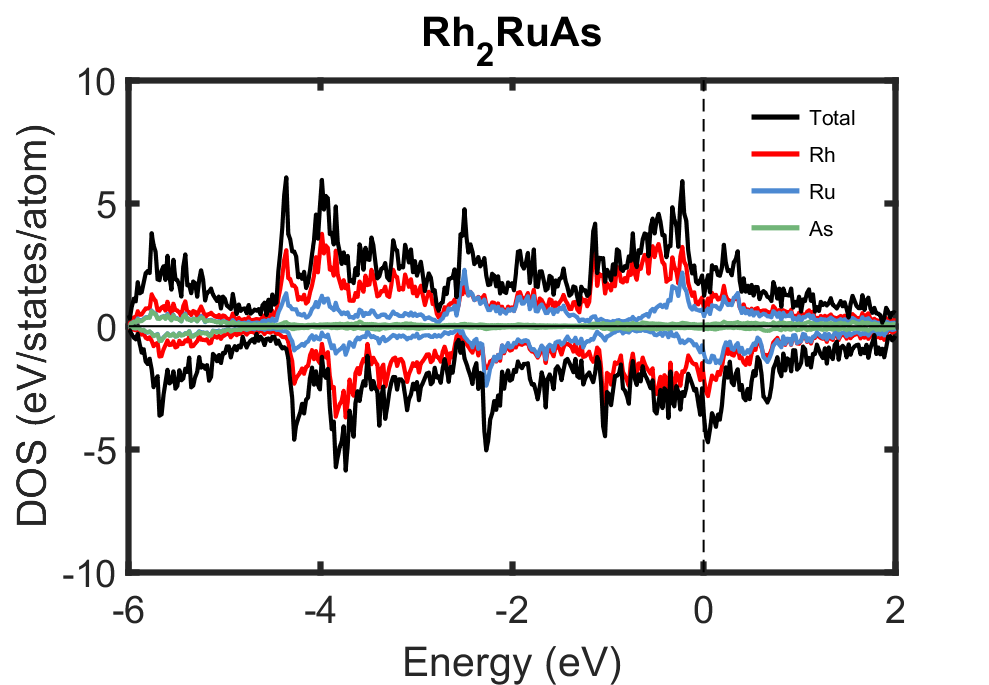 Rh₂RuAs
DOS (eV/states/atom)
10
5
0
-5
-10
Total
Rh
Ru
As
-6 -4 -2 0 2
Energy (eV)